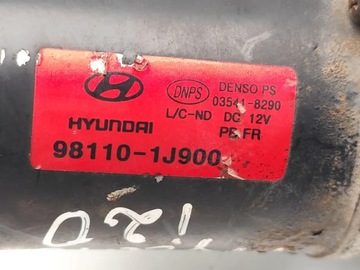 DNPS
DENSO PS
03541-8290
L/C-ND DC 12V
HYUNDAI
PE FR
98110-1J900
i20